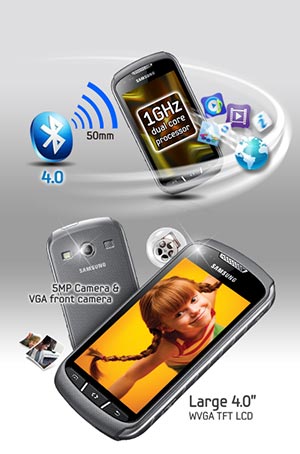 SAMSUNG
1GHz
dual core
processor
50mm
4.0
SAMSUNG
5MP Camera &
VGA front camera
SAMSUNG
Large 4.0"
WVGA TFT LCD